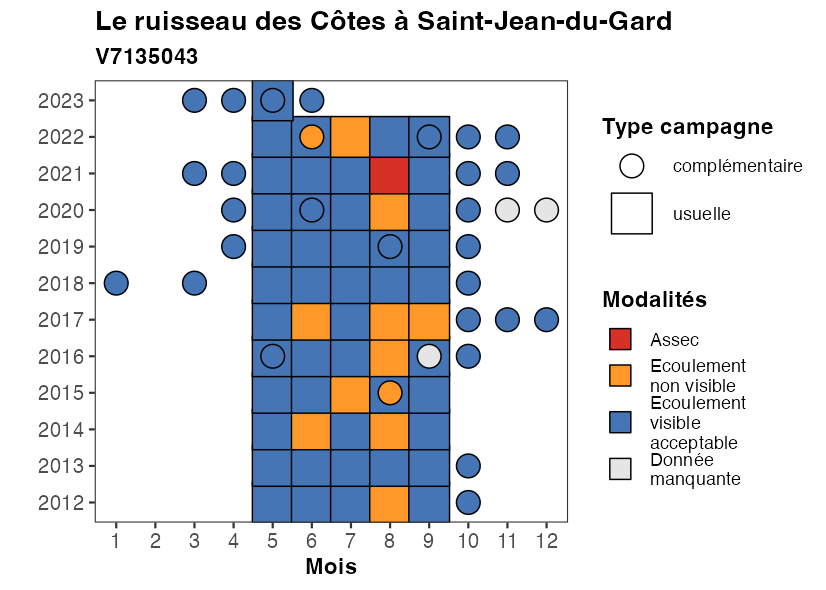 Le ruisseau des Côtes à Saint-Jean-du-Gard
V7135043
2023
2022
2021
2020
2019
2018
2017
2016
2015
2014
2013
2012
1 2 3 4 5 6 7 8 9 10 11 12
Mois
Type campagne
complémentaire
usuelle
Modalités
Assec
Ecoulement
non visible
Ecoulement
visible
acceptable
Donnée
manquante